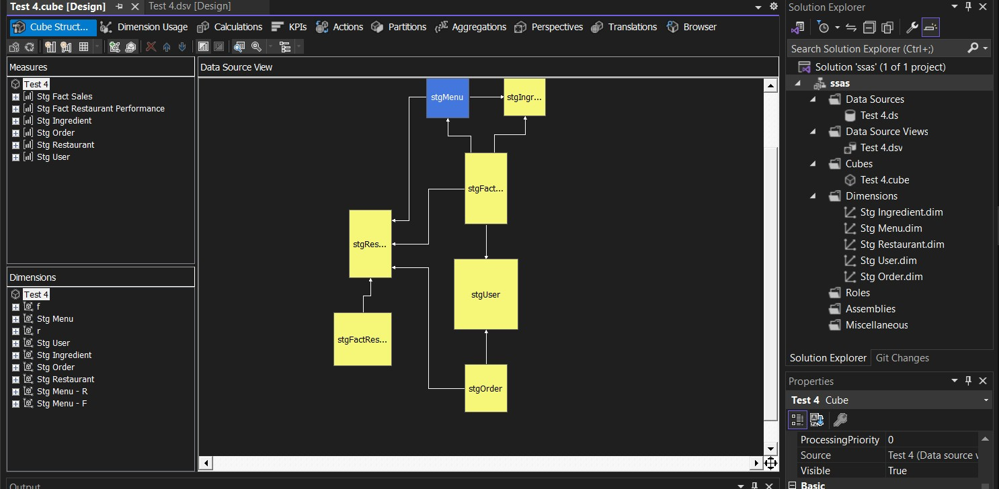 Test 4.cube [Design]
Test 4.dsv [Design]
Cube Struct...
Dimension Usage
Calculations
KPIs
Actions
Partitions
Aggregations
Perspectives
Translations
Browser
Measures
Test 4
Stg Fact Sales
Stg Fact Restaurant Performance
Stg Ingredient
Stg Order
Stg Restaurant
Stg User
Dimensions
Test 4
f
Stg Menu
r
Stg User
Stg Ingredient
Stg Order
Stg Restaurant
Stg Menu - R
Stg Menu - F
Data Source View
stgMenu
stgIngr...
stgFact...
stgRes...
stgUser
stgFactRes...
stgOrder
Solution Explorer
Search Solution Explorer (Ctrl+;)
Solution 'ssas' (1 of 1 project)
ssas
Data Sources
Test 4.ds
Data Source Views
Test 4.dsv
Cubes
Test 4.cube
Dimensions
Stg Ingredient.dim
Stg Menu.dim
Stg Restaurant.dim
Stg User.dim
Stg Order.dim
Roles
Assemblies
Miscellaneous
Solution Explorer
Git Changes
Properties
Test 4 Cube
ProcessingPriority 0
Source Test 4 (Data source v
Visible True
Basic
Output